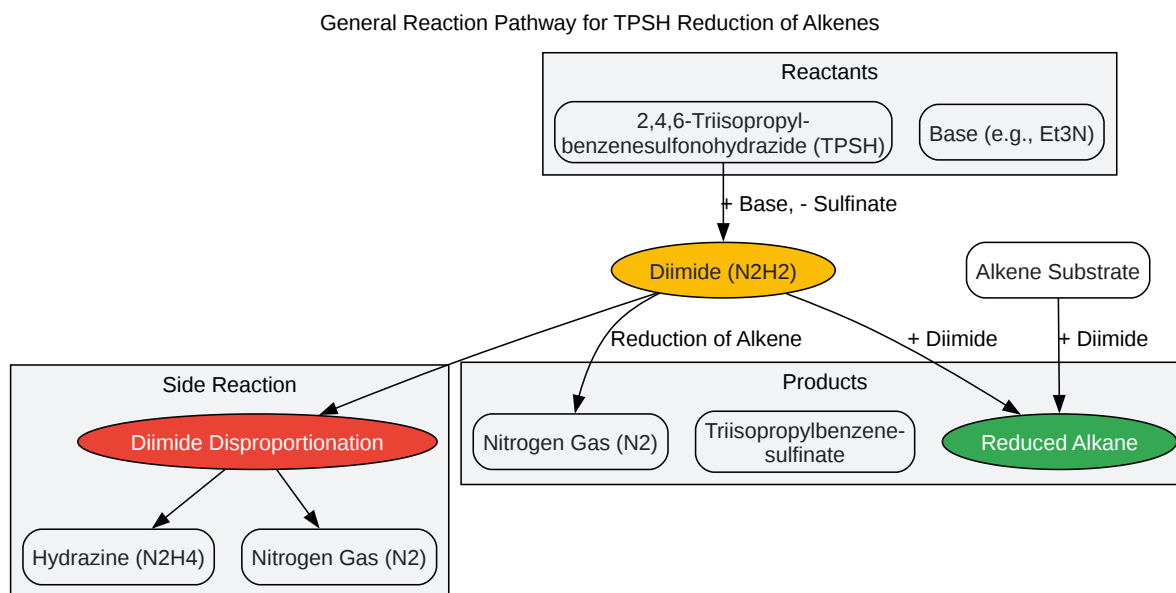 General Reaction Pathway for TPSH Reduction of Alkenes
Reactants
2,4,6-Triisopropyl-
benzenesulfonohydrazide (TPSH)
Base (e.g., Et3N)
+ Base, - Sulfinate
Diimide (N2H2)
Alkene Substrate
Reduction of Alkene
+ Diimide
+ Diimide
Side Reaction
Products
Diimide Disproportionation
Nitrogen Gas (N2)
Triisopropylbenzene-
sulfinate
Reduced Alkane
Hydrazine (N2H4)
Nitrogen Gas (N2)